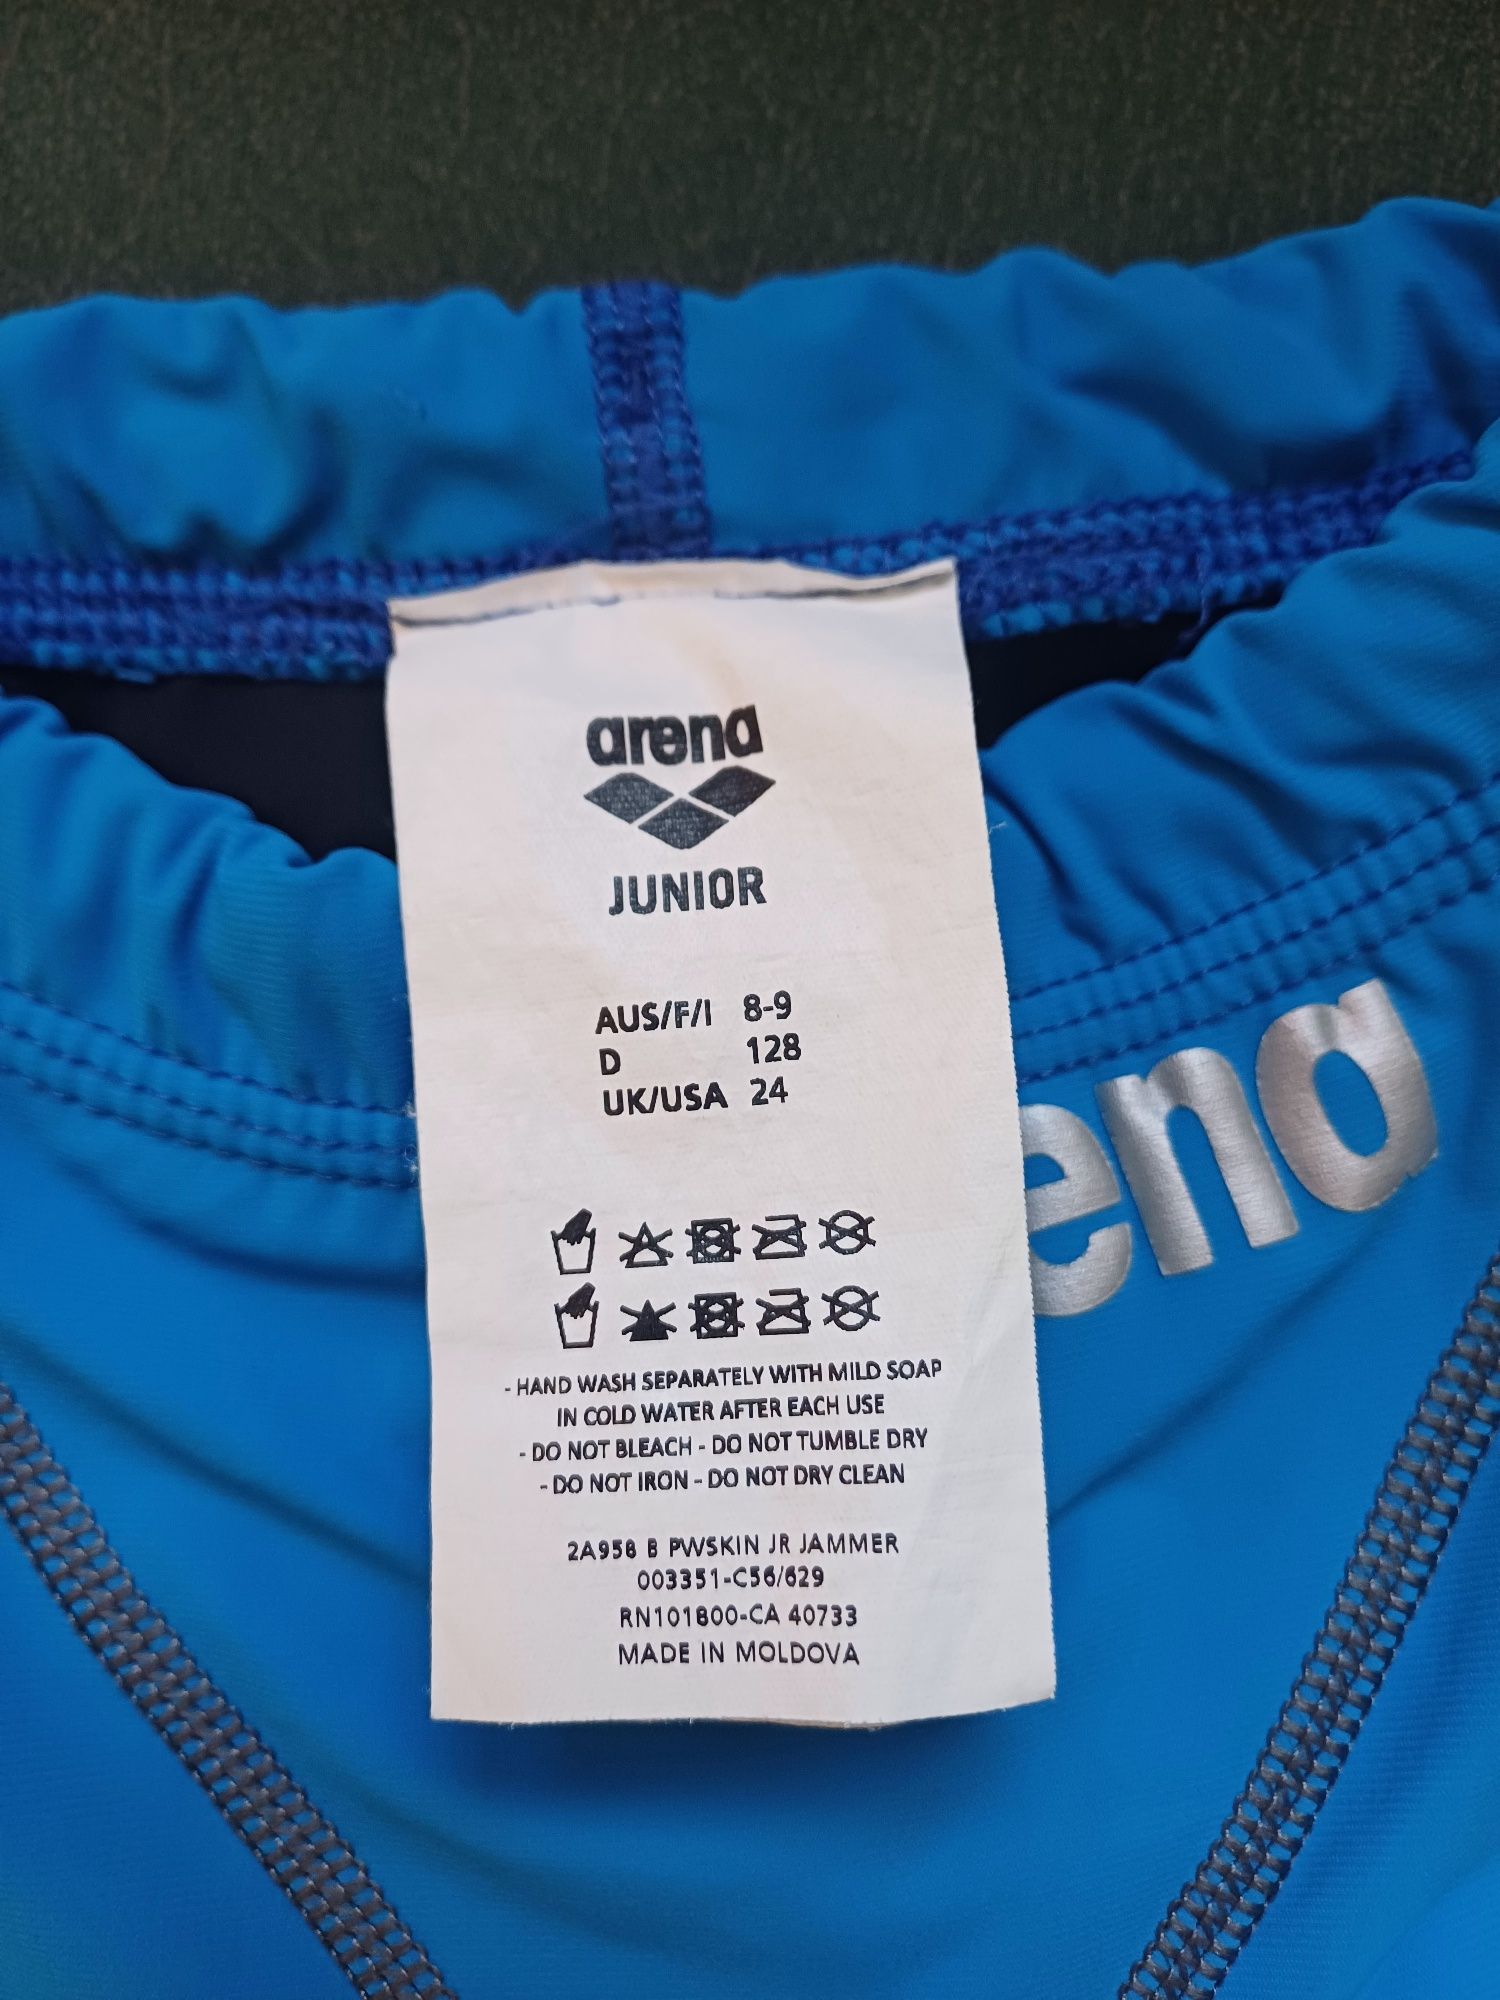 arena
JUNIOR
AUS/F/I 8-9
D 128
UK/USA 24
ena
- HAND WASH SEPARATELY WITH MILD SOAP
IN COLD WATER AFTER EACH USE
- DO NOT BLEACH - DO NOT TUMBLE DRY
- DO NOT IRON - DO NOT DRY CLEAN
2A958 B PWSKIN JR JAMMER
003351-C56/629
RN101800-CA 40733
MADE IN MOLDOVA